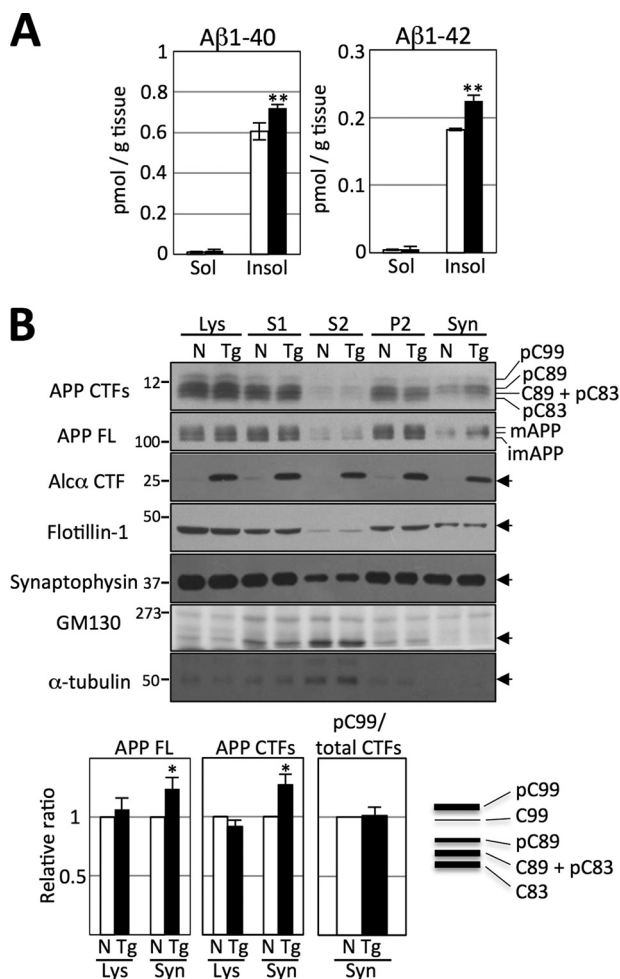 A
Aβ1-40
Aβ1-42
pmol / g tissue
1
0.8
0.6
0.4
0.2
0
**
Sol Insol
pmol / g tissue
0.3
0.2
0.1
0
**
Sol Insol
B
Lys S1 S2 P2 Syn
N Tg N Tg N Tg N Tg N Tg
APP CTFs 12
pC99
pC89
C89 + pC83
pC83
APP FL 100
mAPP
imAPP
Alcα CTF 25
Flotillin-1 50
Synaptophysin 37
GM130 273
α-tubulin 50
APP FL
APP CTFs
pC99/
total CTFs
Relative ratio
1
0.5
*
*
N Tg N Tg N Tg N Tg N Tg
Lys Syn Lys Syn Syn
pC99
C99
pC89
C89 + pC83
C83